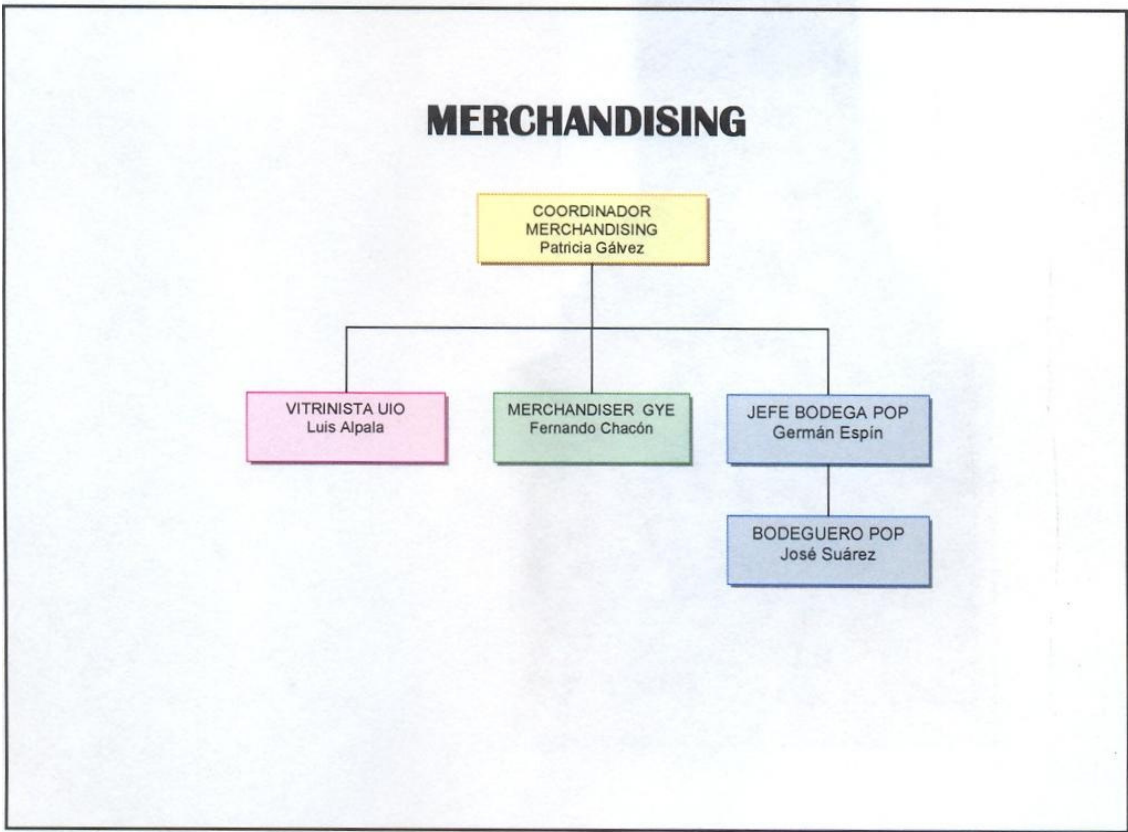 MERCHANDISING
COORDINADOR
MERCHANDISING
Patricia Gálvez
VITRINISTA UIO
Luis Alpala
MERCHANDISER GYE
Fernando Chacón
JEFE BODEGA POP
Germán Espín
BODEGUERO POP
José Suárez